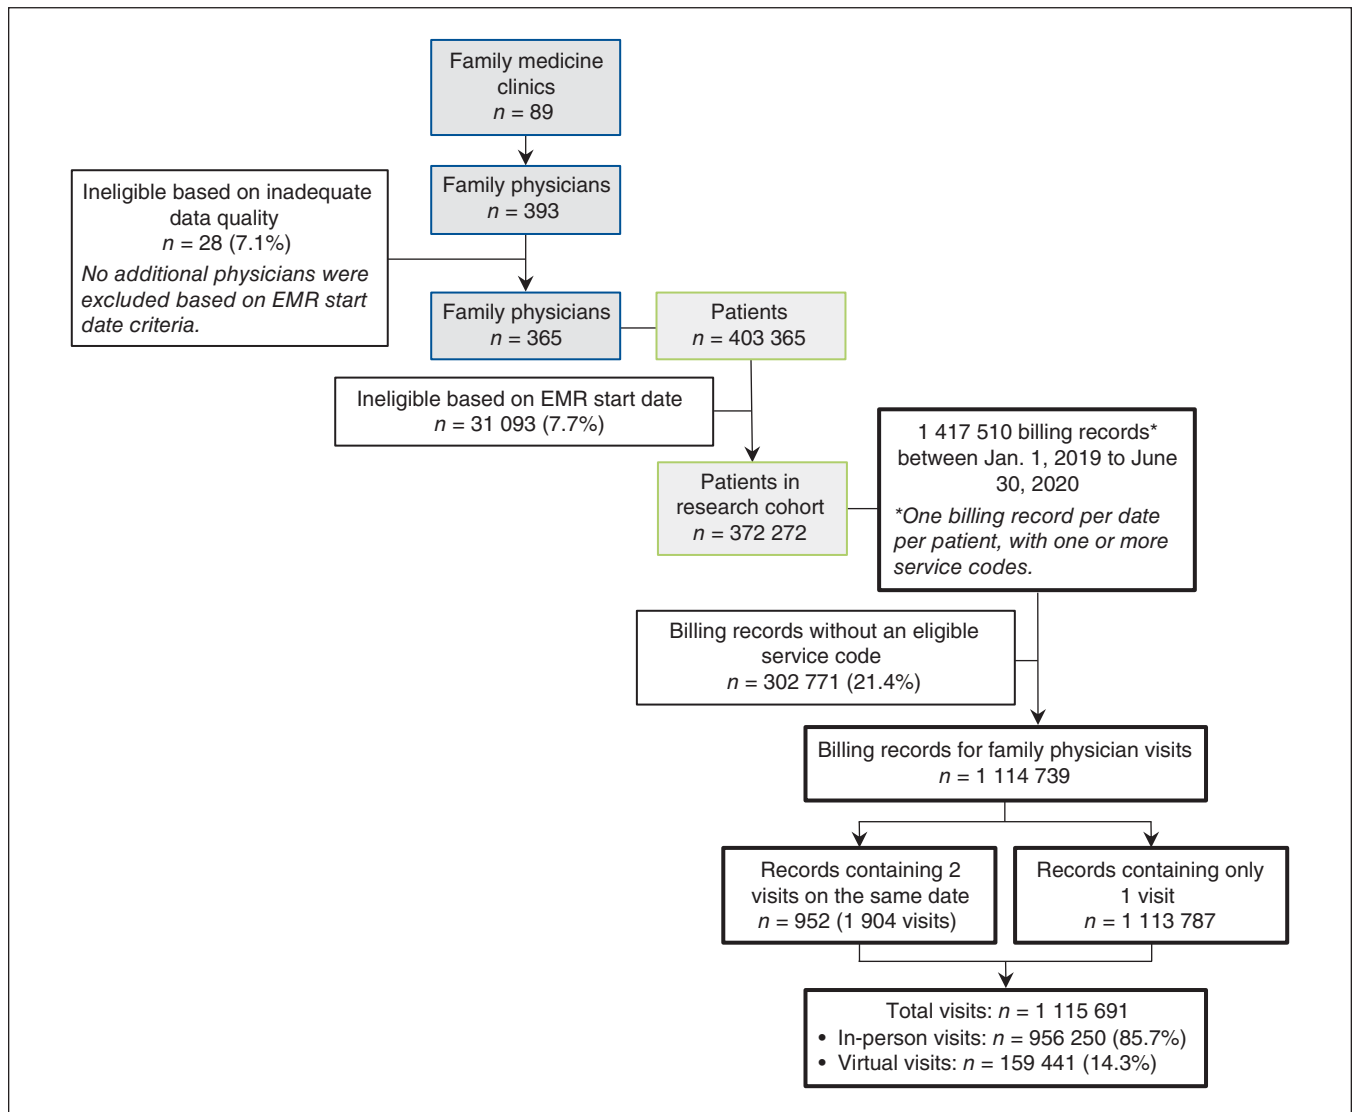 Family medicine
clinics
n = 89
Family physicians
n = 393
Ineligible based on inadequate
data quality
n = 28 (7.1%)
No additional physicians were
excluded based on EMR start
date criteria.
Family physicians
n = 365
Patients
n = 403 365
Ineligible based on EMR start date
n = 31 093 (7.7%)
Patients in
research cohort
n = 372 272
1 417 510 billing records*
between Jan. 1, 2019 to June
30, 2020
*One billing record per date
per patient, with one or more
service codes.
Billing records without an eligible
service code
n = 302 771 (21.4%)
Billing records for family physician visits
n = 1 114 739
Records containing 2
visits on the same date
n = 952 (1 904 visits)
Records containing only
1 visit
n = 1 113 787
Total visits: n = 1 115 691
• In-person visits: n = 956 250 (85.7%)
• Virtual visits: n = 159 441 (14.3%)